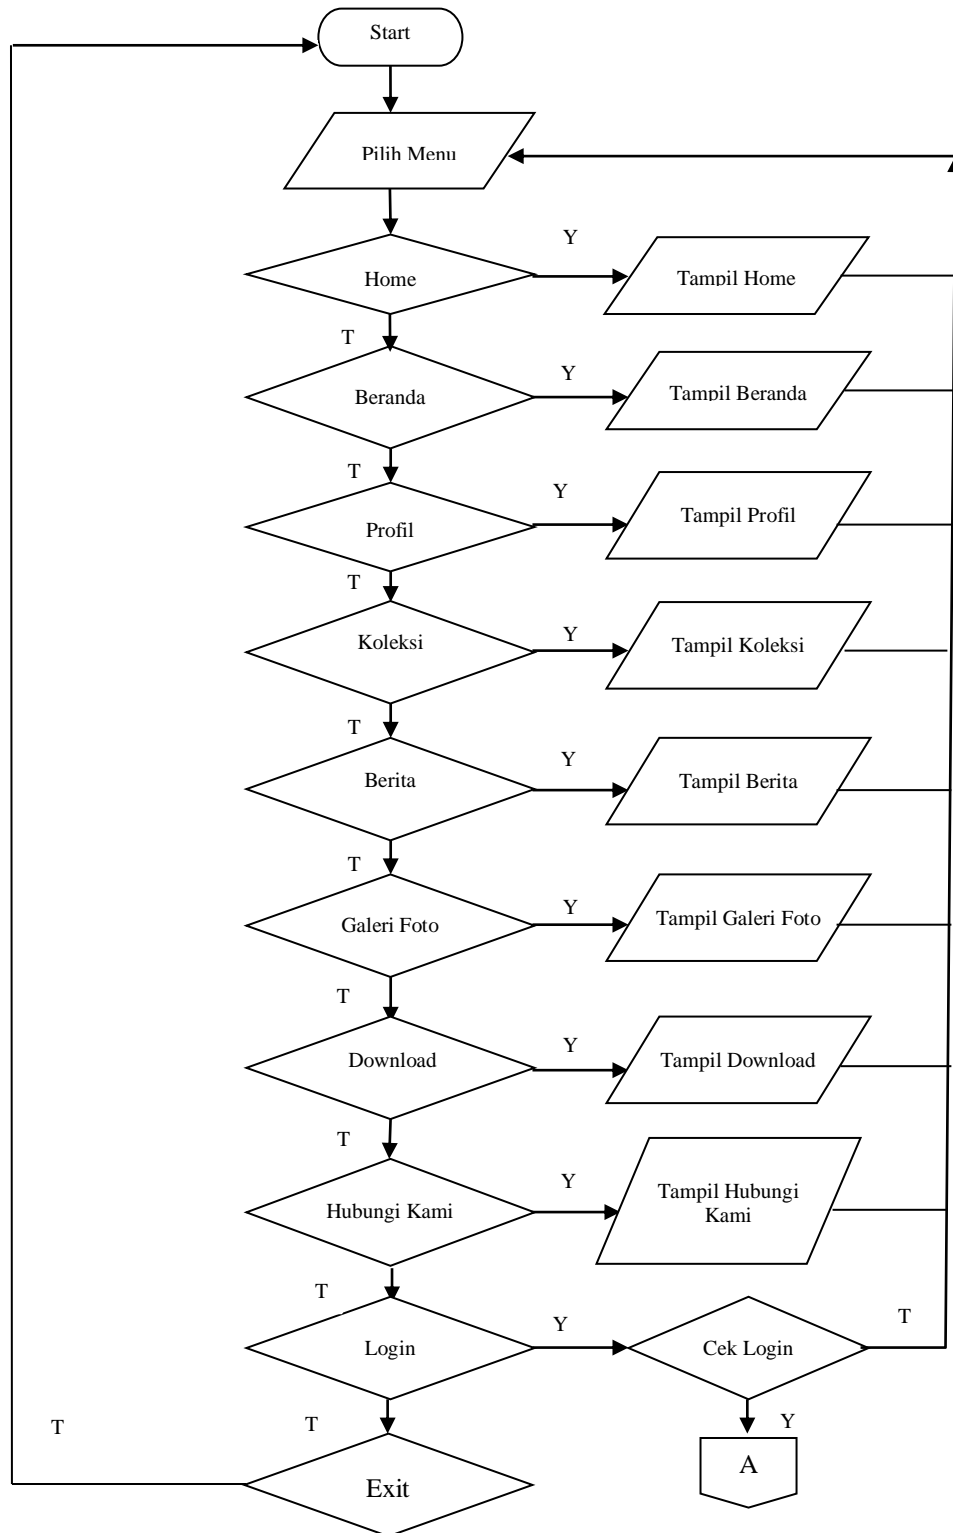 Start
Pilih Menu
Y
Home
Tampil Home
T
Beranda
Y
Tampil Beranda
T
Profil
Y
Tampil Profil
T
Koleksi
Y
Tampil Koleksi
T
Berita
Y
Tampil Berita
T
Galeri Foto
Y
Tampil Galeri Foto
T
Download
Y
Tampil Download
T
Hubungi Kami
Y
Tampil Hubungi
Kami
T
Login
Y
Cek Login
T
T
T
Y
Exit
A